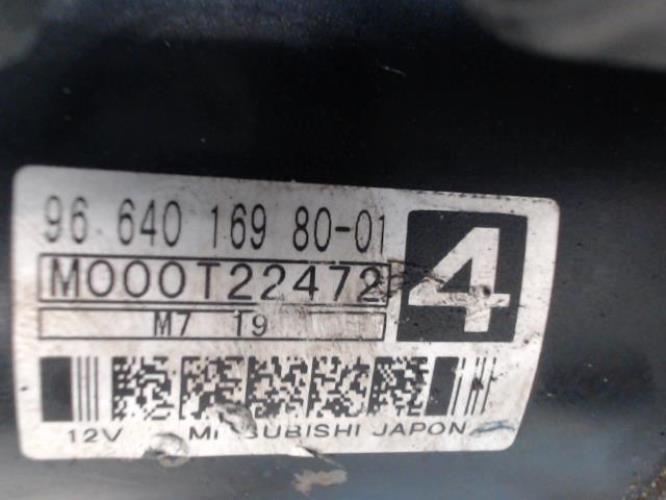 96 640 169 80-01
M000T22472
4
M7 T9
12V MITSUBISHI JAPON